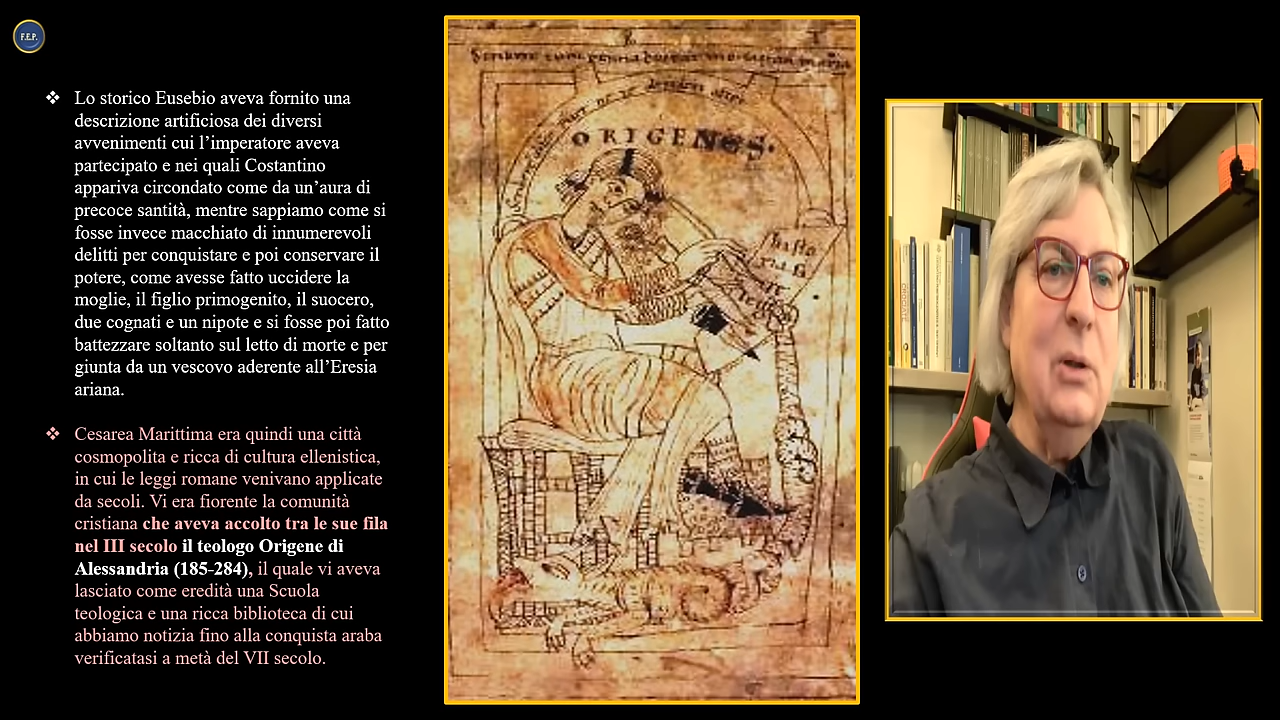 F.E.P.
❖ Lo storico Eusebio aveva fornito una
descrizione artificiosa dei diversi
avvenimenti cui l’imperatore aveva
partecipato e nei quali Costantino
appariva circondato come da un’aura di
precoce santità, mentre sappiamo come si
fosse invece macchiato di innumerevoli
delitti per conquistare e poi conservare il
potere, come avesse fatto uccidere la
moglie, il figlio primogenito, il suocero,
due cognati e un nipote e si fosse poi fatto
battezzare soltanto sul letto di morte e per
giunta da un vescovo aderente all’Eresia
ariana.
❖ Cesarea Marittima era quindi una città
cosmopolita e ricca di cultura ellenistica,
in cui le leggi romane venivano applicate
da secoli. Vi era fiorente la comunità
cristiana che aveva accolto tra le sue fila
nel III secolo il teologo Origene di
Alessandria (185-284), il quale vi aveva
lasciato come eredità una Scuola
teologica e una ricca biblioteca di cui
abbiamo notizia fino alla conquista araba
verificatasi a metà del VII secolo.
ORIGENES.